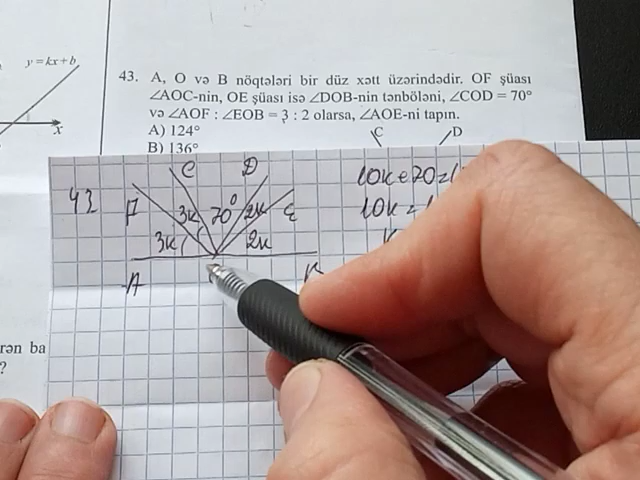 y = kx + b
x
43. A, O və B nöqtələri bir düz xətt üzərindədir. OF şüası
∠AOC-nin, OE şüası isə ∠DOB-nin tənböləni, ∠COD = 70°
və ∠AOF : ∠EOB = 3 : 2 olarsa, ∠AOE-ni tapın.
A) 124°
B) 136°
C
D
43
F
C
D
E
3k
70°
2k
3k
2k
A
10k+70=
10k=
rən ba
?